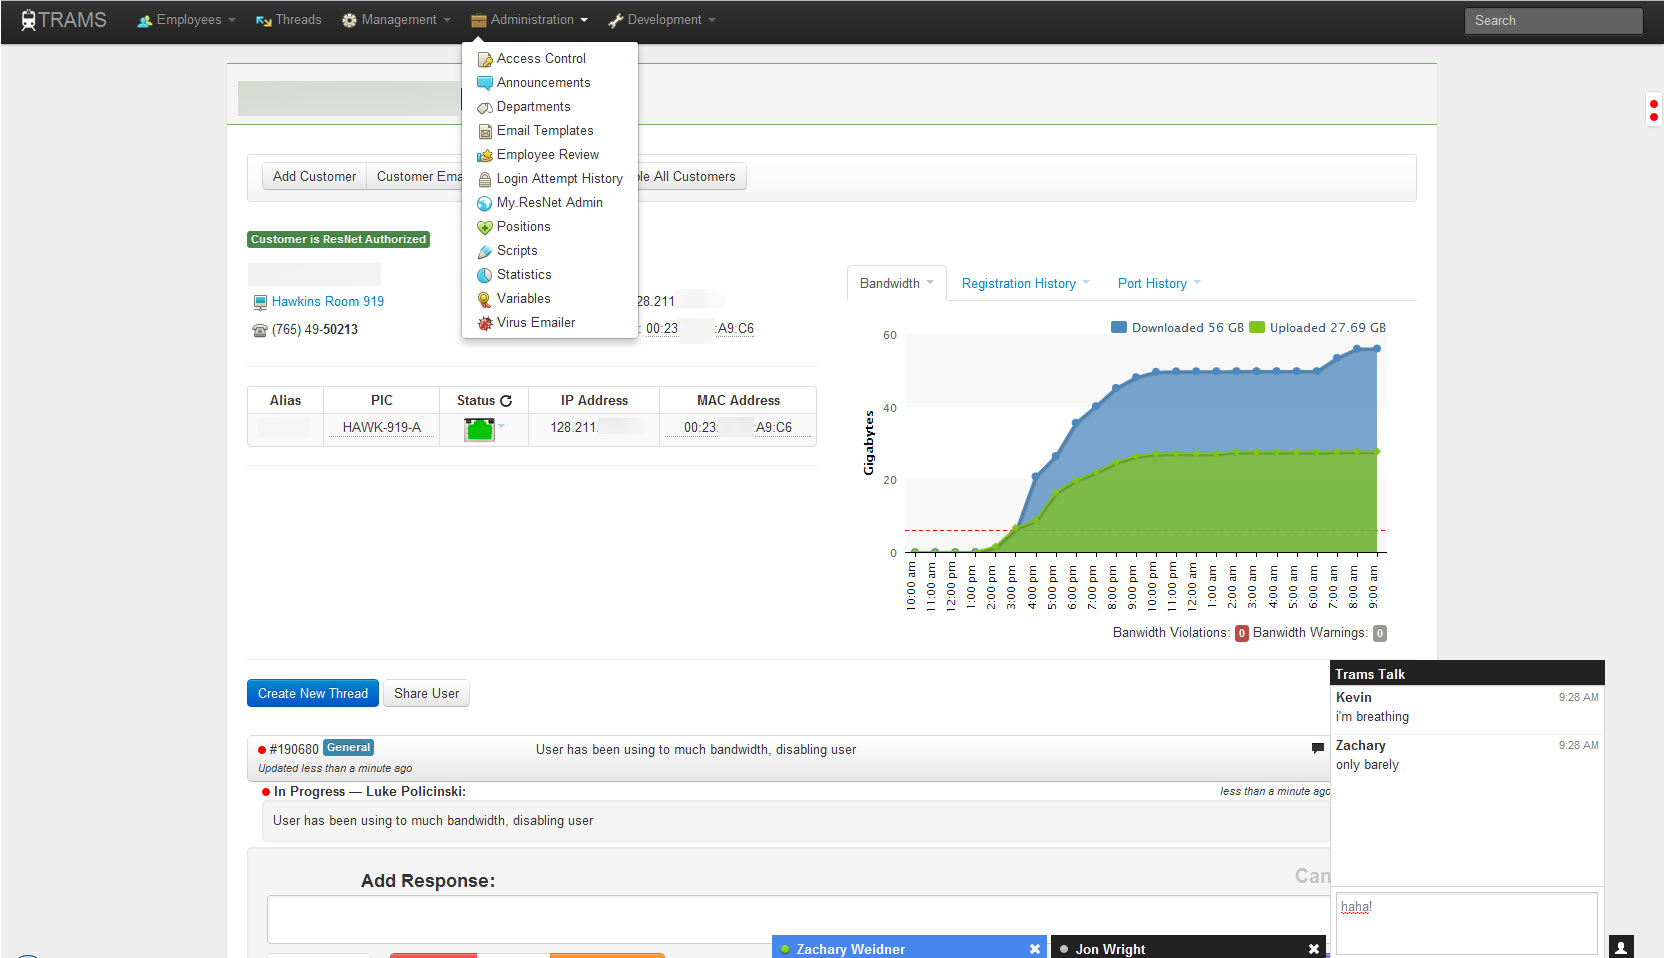 TRAMS Employees Threads Management Administration Development Search
Access Control
Announcements
Departments
Email Templates
Employee Review
Login Attempt History
My.ResNet Admin
Positions
Scripts
Statistics
Variables
Virus Emailer
Add Customer Customer Ema le All Customers
Customer is ResNet Authorized
Hawkins Room 919 28.211
(765) 49-50213 : 00:23 :A9:C6
Alias PIC Status IP Address MAC Address
HAWK-919-A 128.211. 00:23: :A9:C6
Bandwidth Registration History Port History
Downloaded 56 GB Uploaded 27.69 GB
60
40
20
0
Gigabytes
10:00 am 11:00 am 12:00 pm 1:00 pm 2:00 pm 3:00 pm 4:00 pm 5:00 pm 6:00 pm 7:00 pm 8:00 pm 9:00 pm 10:00 pm 11:00 pm 12:00 am 1:00 am 2:00 am 3:00 am 4:00 am 5:00 am 6:00 am 7:00 am 8:00 am 9:00 am
Banwidth Violations: 0 Banwidth Warnings: 0
Create New Thread Share User
#190680 General User has been using to much bandwidth, disabling user
Updated less than a minute ago
In Progress — Luke Policinski: less than a minute ago
User has been using to much bandwidth, disabling user
Add Response: Can
Trams Talk
Kevin 9:28 AM
i'm breathing
Zachary 9:28 AM
only barely
haha!
Zachary Weidner Jon Wright